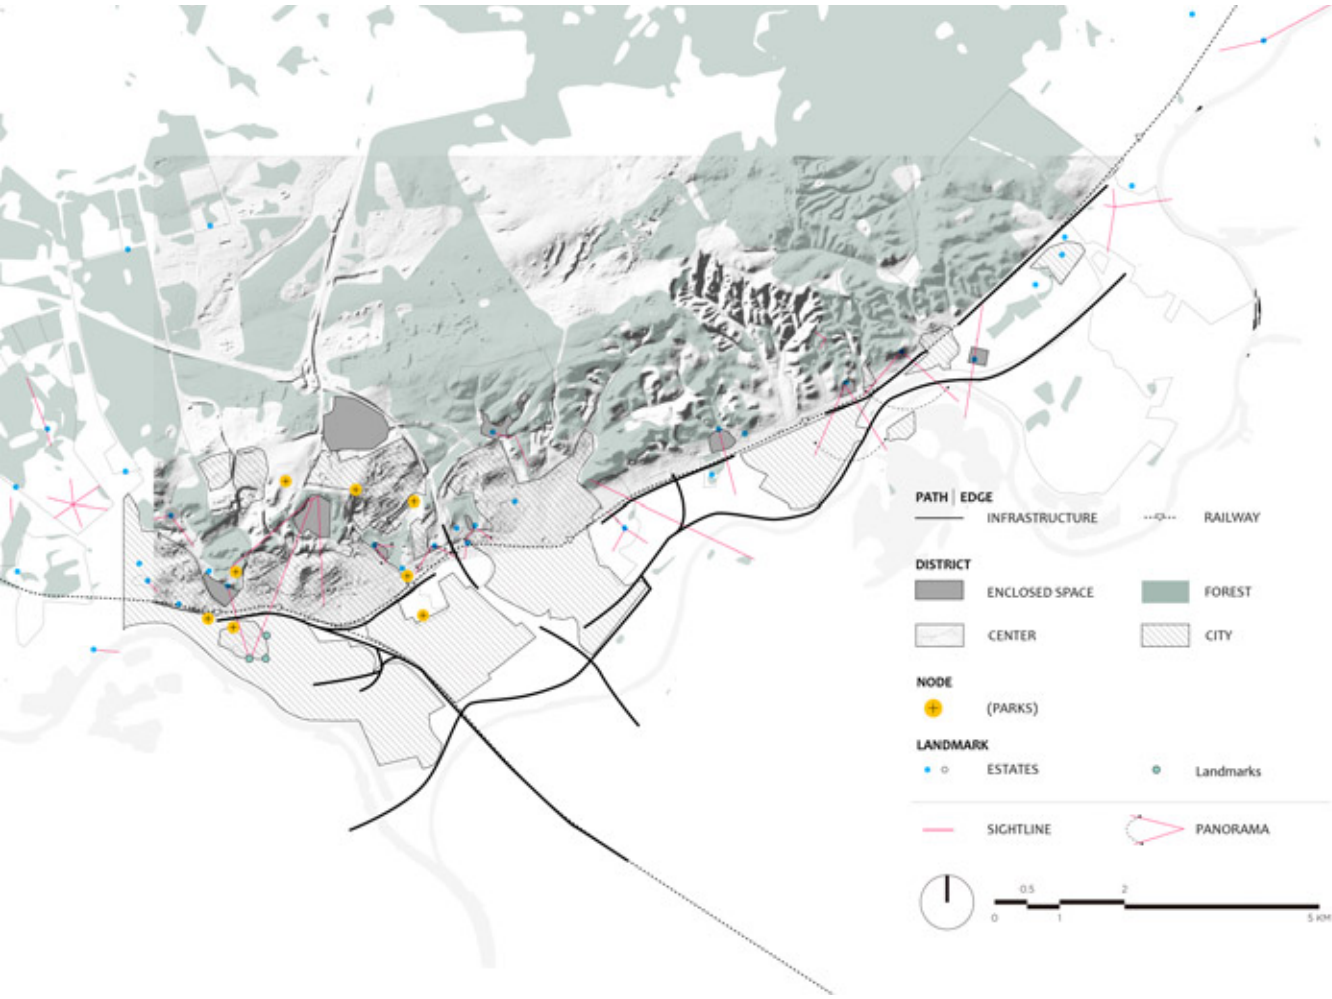 PATH | EDGE
INFRASTRUCTURE
RAILWAY
DISTRICT
ENCLOSED SPACE
FOREST
CENTER
CITY
NODE
(PARKS)
LANDMARK
ESTATES
Landmarks
SIGHTLINE
PANORAMA
0.5 2
0 1 5 KM